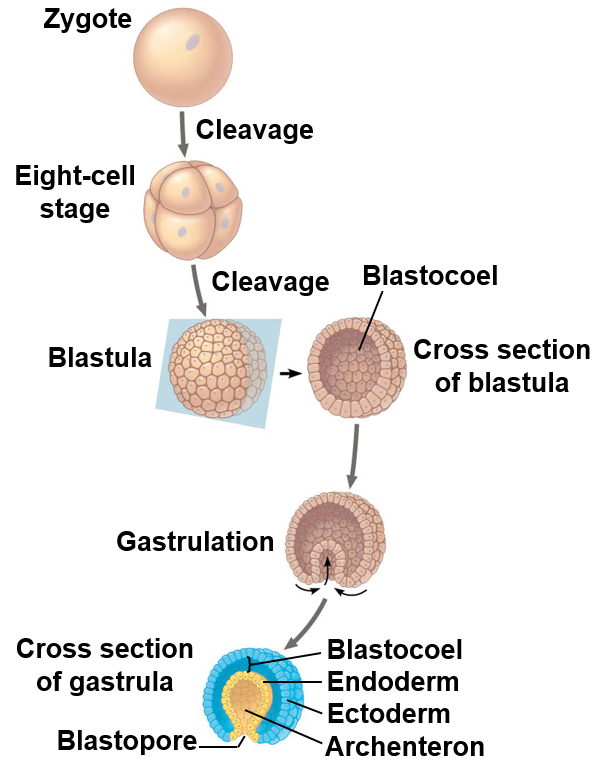 Zygote
Cleavage
Eight-cell
stage
Cleavage
Blastocoel
Blastula
Cross section
of blastula
Gastrulation
Cross section
of gastrula
Blastocoel
Endoderm
Ectoderm
Blastopore
Archenteron